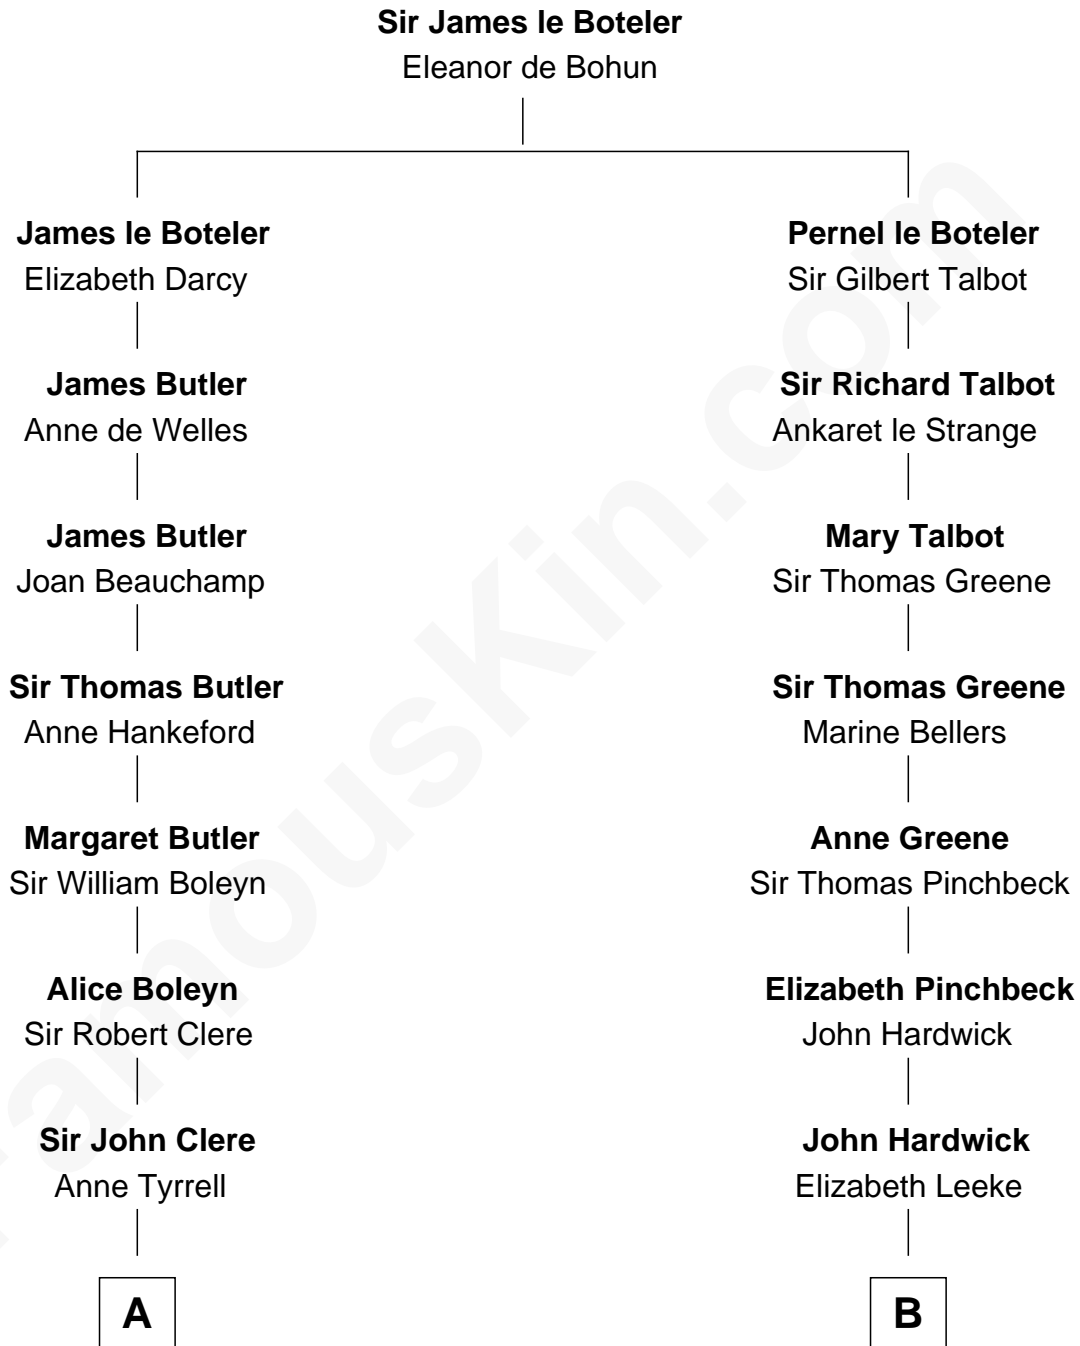 Sir James le Boteler
Eleanor de Bohun
James le Boteler
Elizabeth Darcy
James Butler
Anne de Welles
James Butler
Joan Beauchamp
Sir Thomas Butler
Anne Hankeford
Margaret Butler
Sir William Boleyn
Alice Boleyn
Sir Robert Clere
Sir John Clere
Anne Tyrrell
A
Pernel le Boteler
Sir Gilbert Talbot
Sir Richard Talbot
Ankaret le Strange
Mary Talbot
Sir Thomas Greene
Sir Thomas Greene
Marine Bellers
Anne Greene
Sir Thomas Pinchbeck
Elizabeth Pinchbeck
John Hardwick
John Hardwick
Elizabeth Leeke
B
FamousKin.com